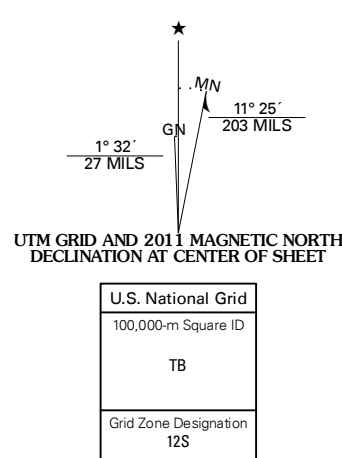 ★
MN
11° 25´
203 MILS
GN
1° 32´
27 MILS
UTM GRID AND 2011 MAGNETIC NORTH
DECLINATION AT CENTER OF SHEET
U.S. National Grid
100,000-m Square ID
TB
Grid Zone Designation
12S